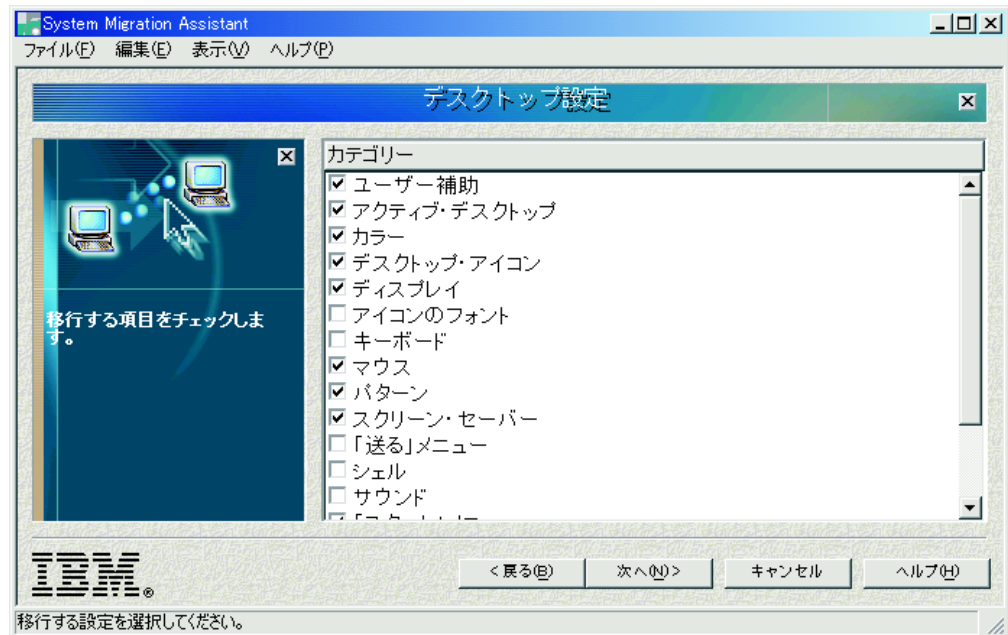 System Migration Assistant
ファイル(F) 編集(E) 表示(V) ヘルプ(P)
デスクトップ設定
移行する項目をチェックしま
す。
カテゴリー
ユーザー補助
アクティブ・デスクトップ
カラー
デスクトップ・アイコン
ディスプレイ
アイコンのフォント
キーボード
マウス
パターン
スクリーン・セーバー
「送る」メニュー
シェル
サウンド
IBM®
<戻る(B) 次へ(N)> キャンセル ヘルプ(H)
移行する設定を選択してください。